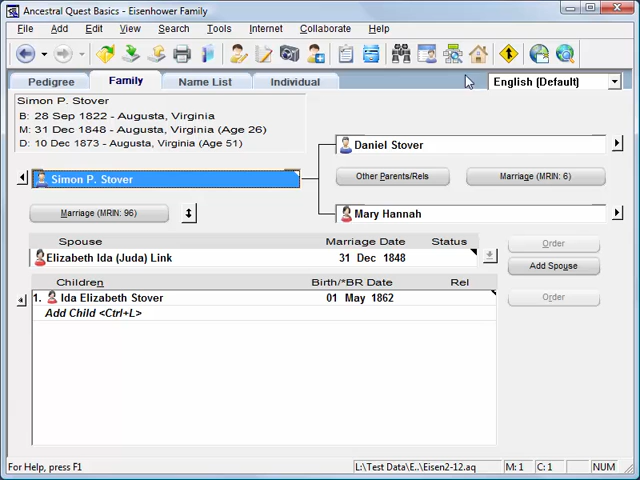 Ancestral Quest Basics - Eisenhower Family
File Add Edit Search Tools Internet Collaborate Help
Pedigree Family Name List Individual English (Default)
Simon P. Stover
B: 28 Sep 1822 - Augusta, Virginia
M: 31 Dec 1848 - Augusta, Virginia (Age 26)
D: 10 Dec 1873 - Augusta, Virginia (Age 51)
Daniel Stover
Simon P. Stover
Other Parents/Rels Marriage (MRIN: 6)
Marriage (MRIN: 96)
Mary Hannah
Spouse Marriage Date Status
Order
Elizabeth Ida (Juda) Link 31 Dec 1848
Add Spouse
Children Birth/*BR Date Rel
1. Ida Elizabeth Stover 01 May 1862
Order
Add Child <Ctrl+L>
For Help, press F1 L:\Test Data\E..\Eisen2-12.aq M: 1 C: 1 NUM